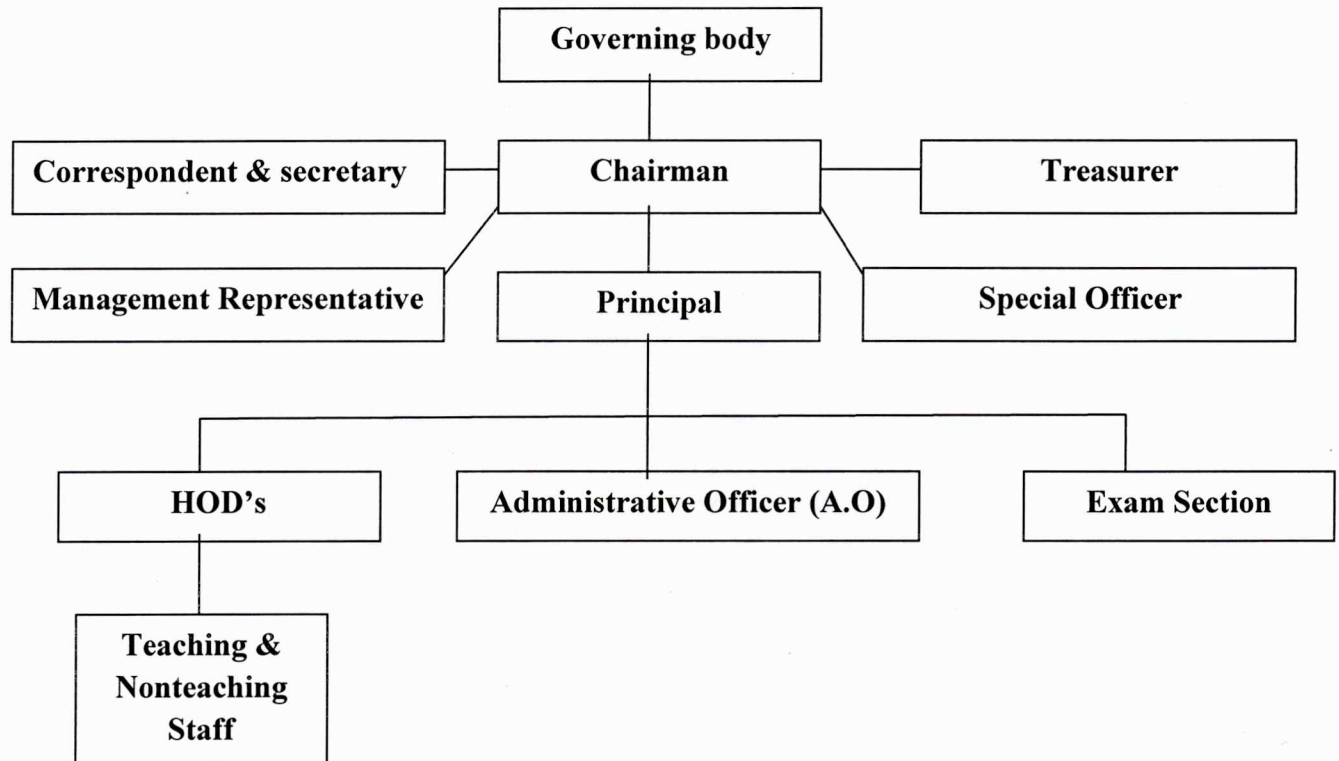 Governing body
Correspondent & secretary
Chairman
Treasurer
Management Representative
Principal
Special Officer
HOD’s
Administrative Officer (A.O)
Exam Section
Teaching &
Nonteaching
Staff